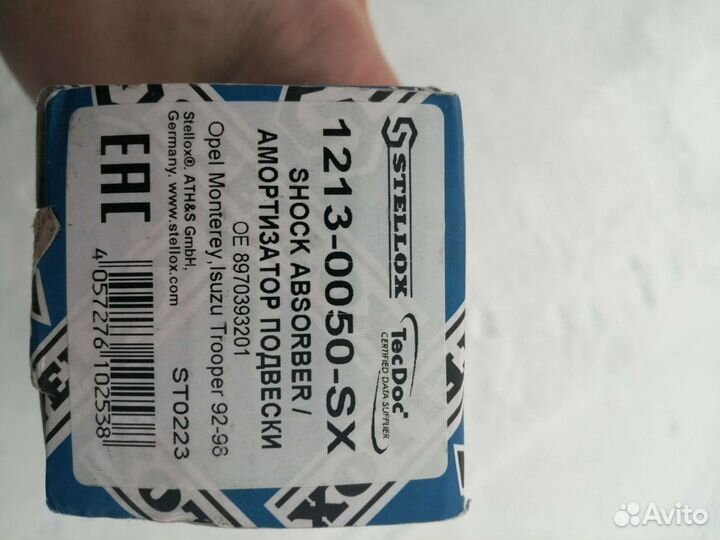 STELLOX
TecDoc
CERTIFIED DATA SUPPLIER
1213-0050-SX
SHOCK ABSORBER /
АМОРТИЗАТОР ПОДВЕСКИ
OE 8970393201
Opel Monterey,Isuzu Trooper 92-98
Stellox®, ATH&S GmbH,
Germany. www.stellox.com
ST0223
EAC
4 057276 102538
Avito